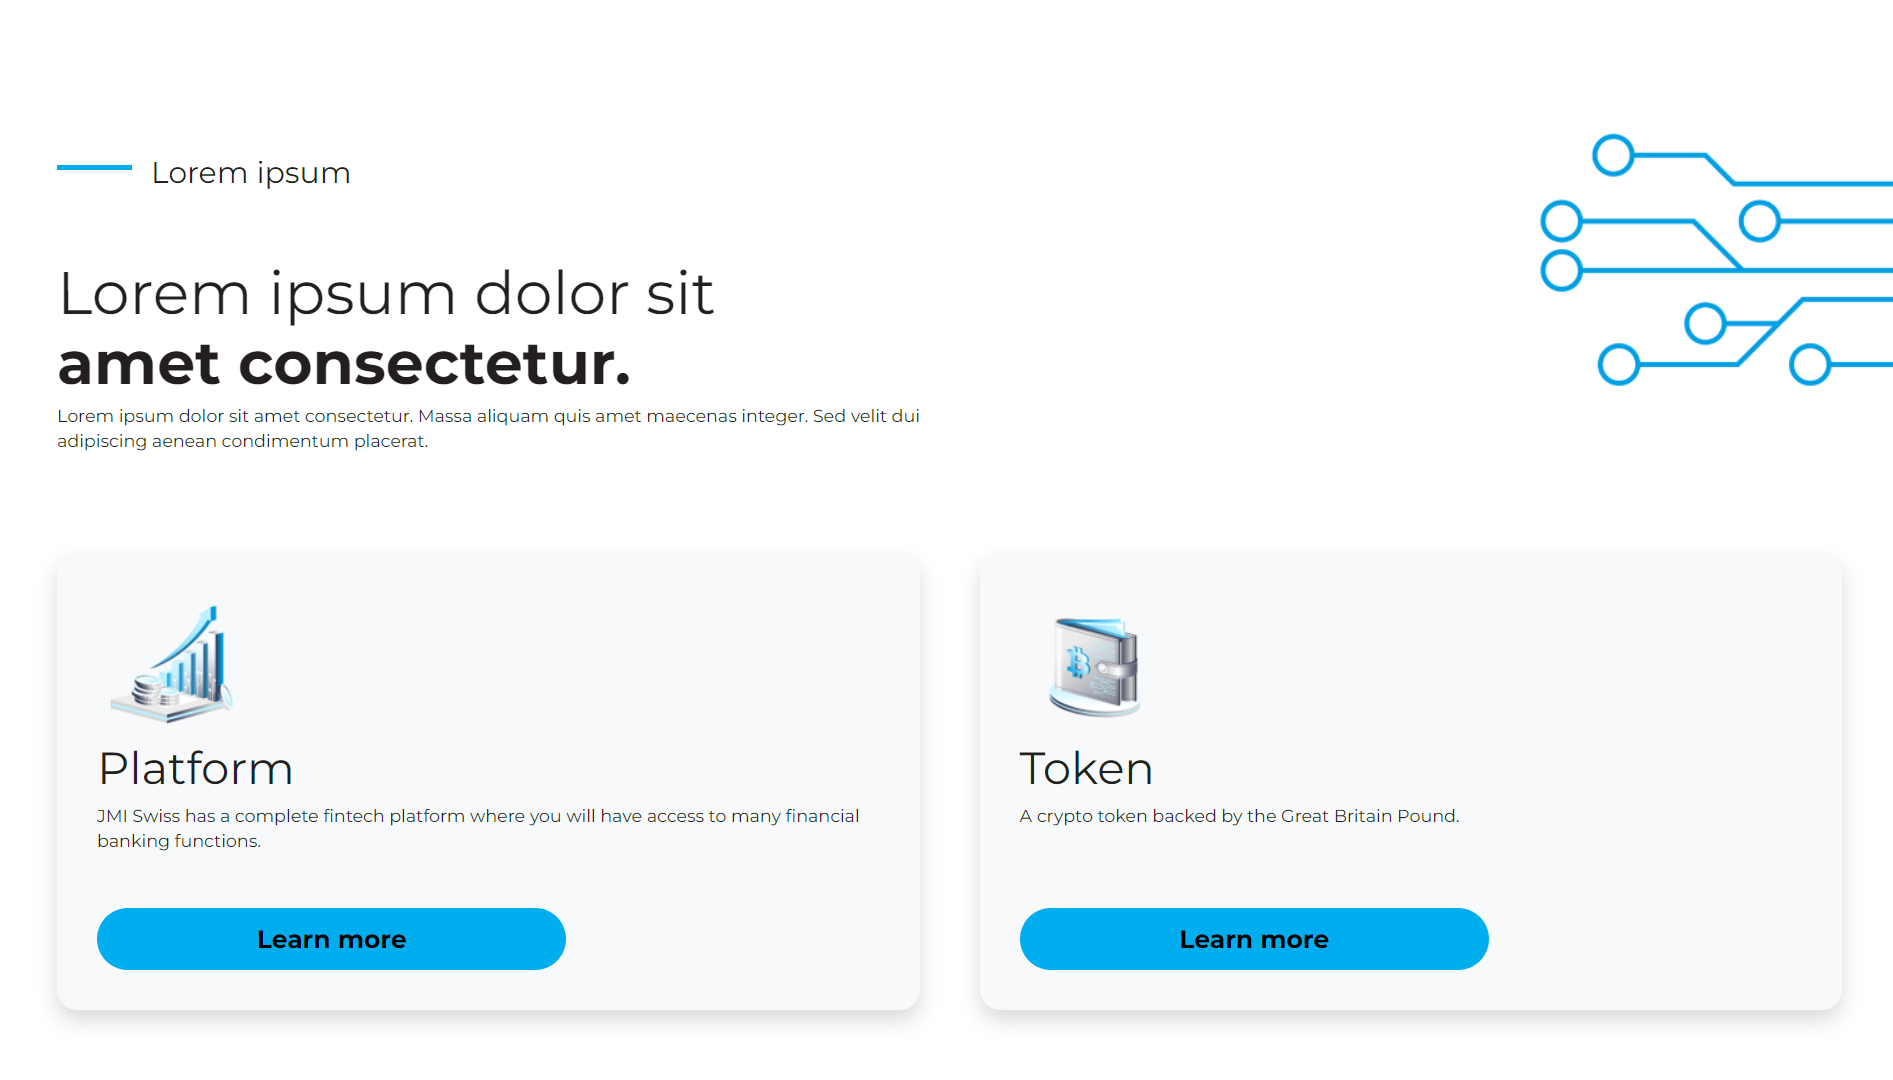 Lorem ipsum
Lorem ipsum dolor sit
amet consectetur.
Lorem ipsum dolor sit amet consectetur. Massa aliquam quis amet maecenas integer. Sed velit dui
adipiscing aenean condimentum placerat.
Platform
JMI Swiss has a complete fintech platform where you will have access to many financial
banking functions.
Learn more
Token
A crypto token backed by the Great Britain Pound.
Learn more